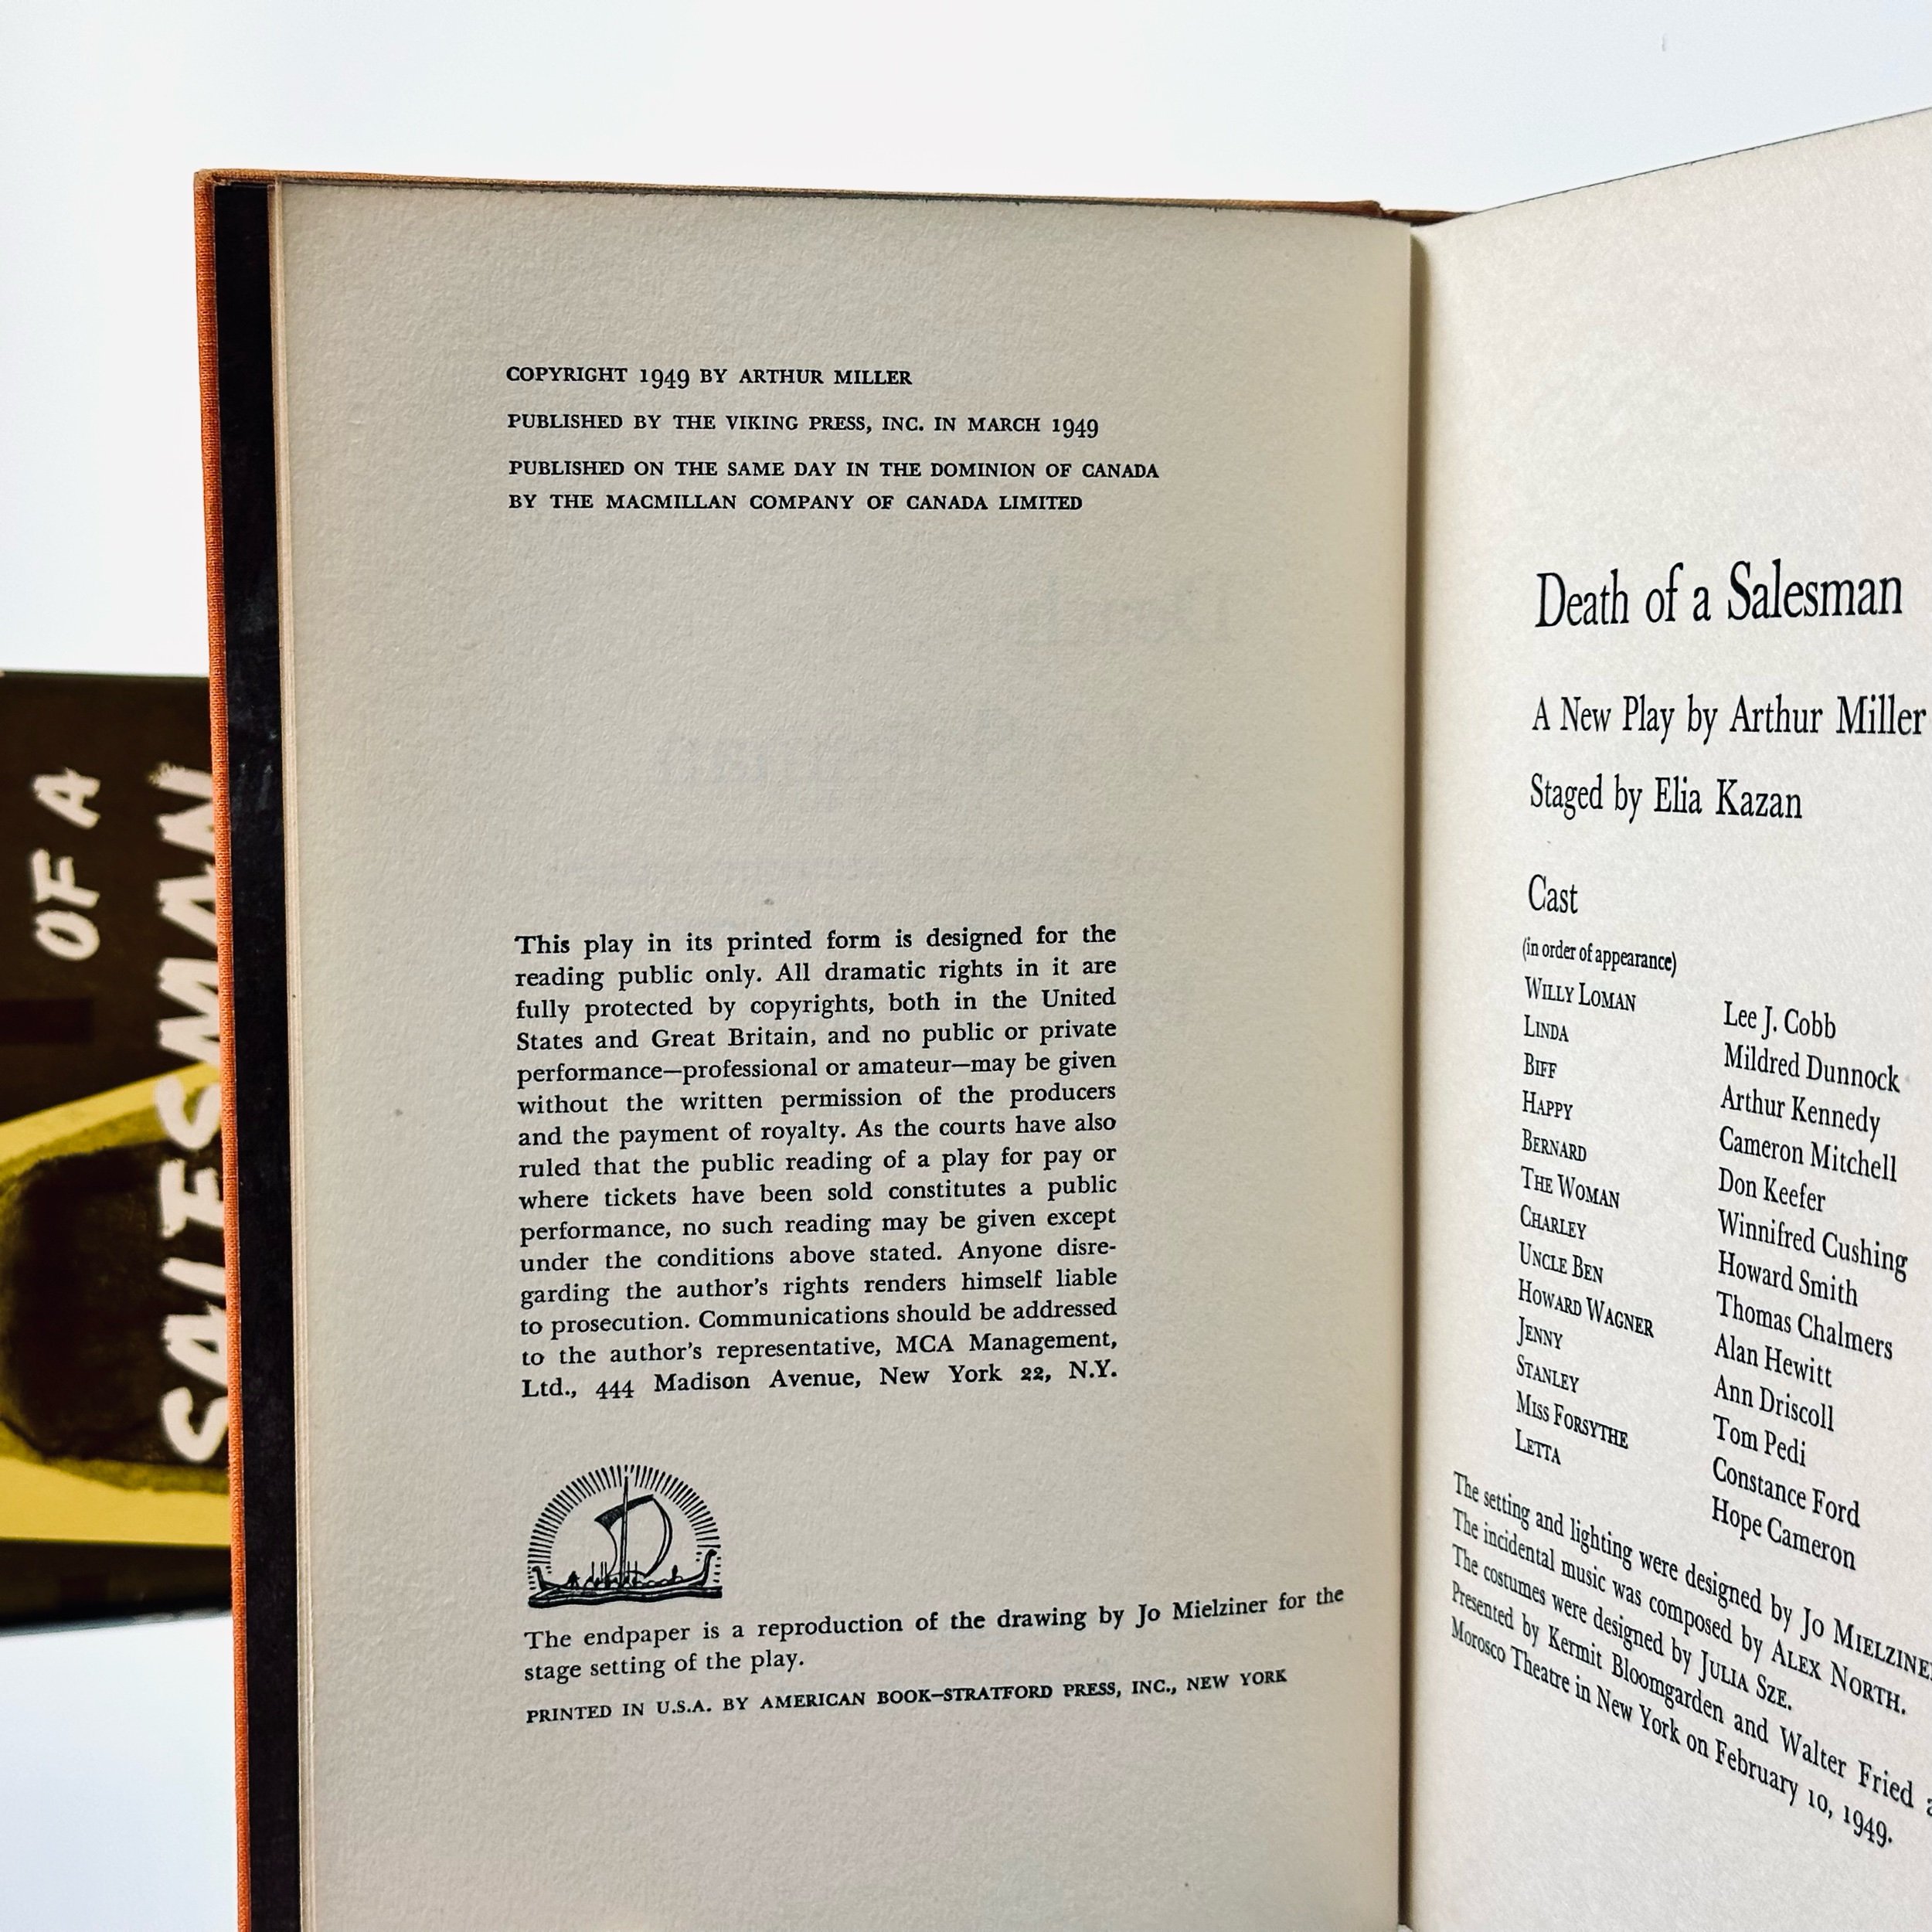 OF A
SALESMAN
COPYRIGHT 1949 BY ARTHUR MILLER
PUBLISHED BY THE VIKING PRESS, INC. IN MARCH 1949
PUBLISHED ON THE SAME DAY IN THE DOMINION OF CANADA
BY THE MACMILLAN COMPANY OF CANADA LIMITED
This play in its printed form is designed for the
reading public only. All dramatic rights in it are
fully protected by copyrights, both in the United
States and Great Britain, and no public or private
performance—professional or amateur—may be given
without the written permission of the producers
and the payment of royalty. As the courts have also
ruled that the public reading of a play for pay or
where tickets have been sold constitutes a public
performance, no such reading may be given except
under the conditions above stated. Anyone disre-
garding the author's rights renders himself liable
to prosecution. Communications should be addressed
to the author's representative, MCA Management,
Ltd., 444 Madison Avenue, New York 22, N.Y.
The endpaper is a reproduction of the drawing by Jo Mielziner for the
stage setting of the play.
PRINTED IN U.S.A. BY AMERICAN BOOK–STRATFORD PRESS, INC., NEW YORK
Death of a Salesman
A New Play by Arthur Miller
Staged by Elia Kazan
Cast
(in order of appearance)
WILLY LOMAN Lee J. Cobb
LINDA Mildred Dunnock
BIFF Arthur Kennedy
HAPPY Cameron Mitchell
BERNARD Don Keefer
THE WOMAN Winnifred Cushing
CHARLEY Howard Smith
UNCLE BEN Thomas Chalmers
HOWARD WAGNER Alan Hewitt
JENNY Ann Driscoll
STANLEY Tom Pedi
MISS FORSYTHE Constance Ford
LETTA Hope Cameron
The setting and lighting were designed by JO MIELZINE
The incidental music was composed by ALEX NORTH.
The costumes were designed by JULIA SZE.
Presented by Kermit Bloomgarden and Walter Fried
Morosco Theatre in New York on February 10, 1949.